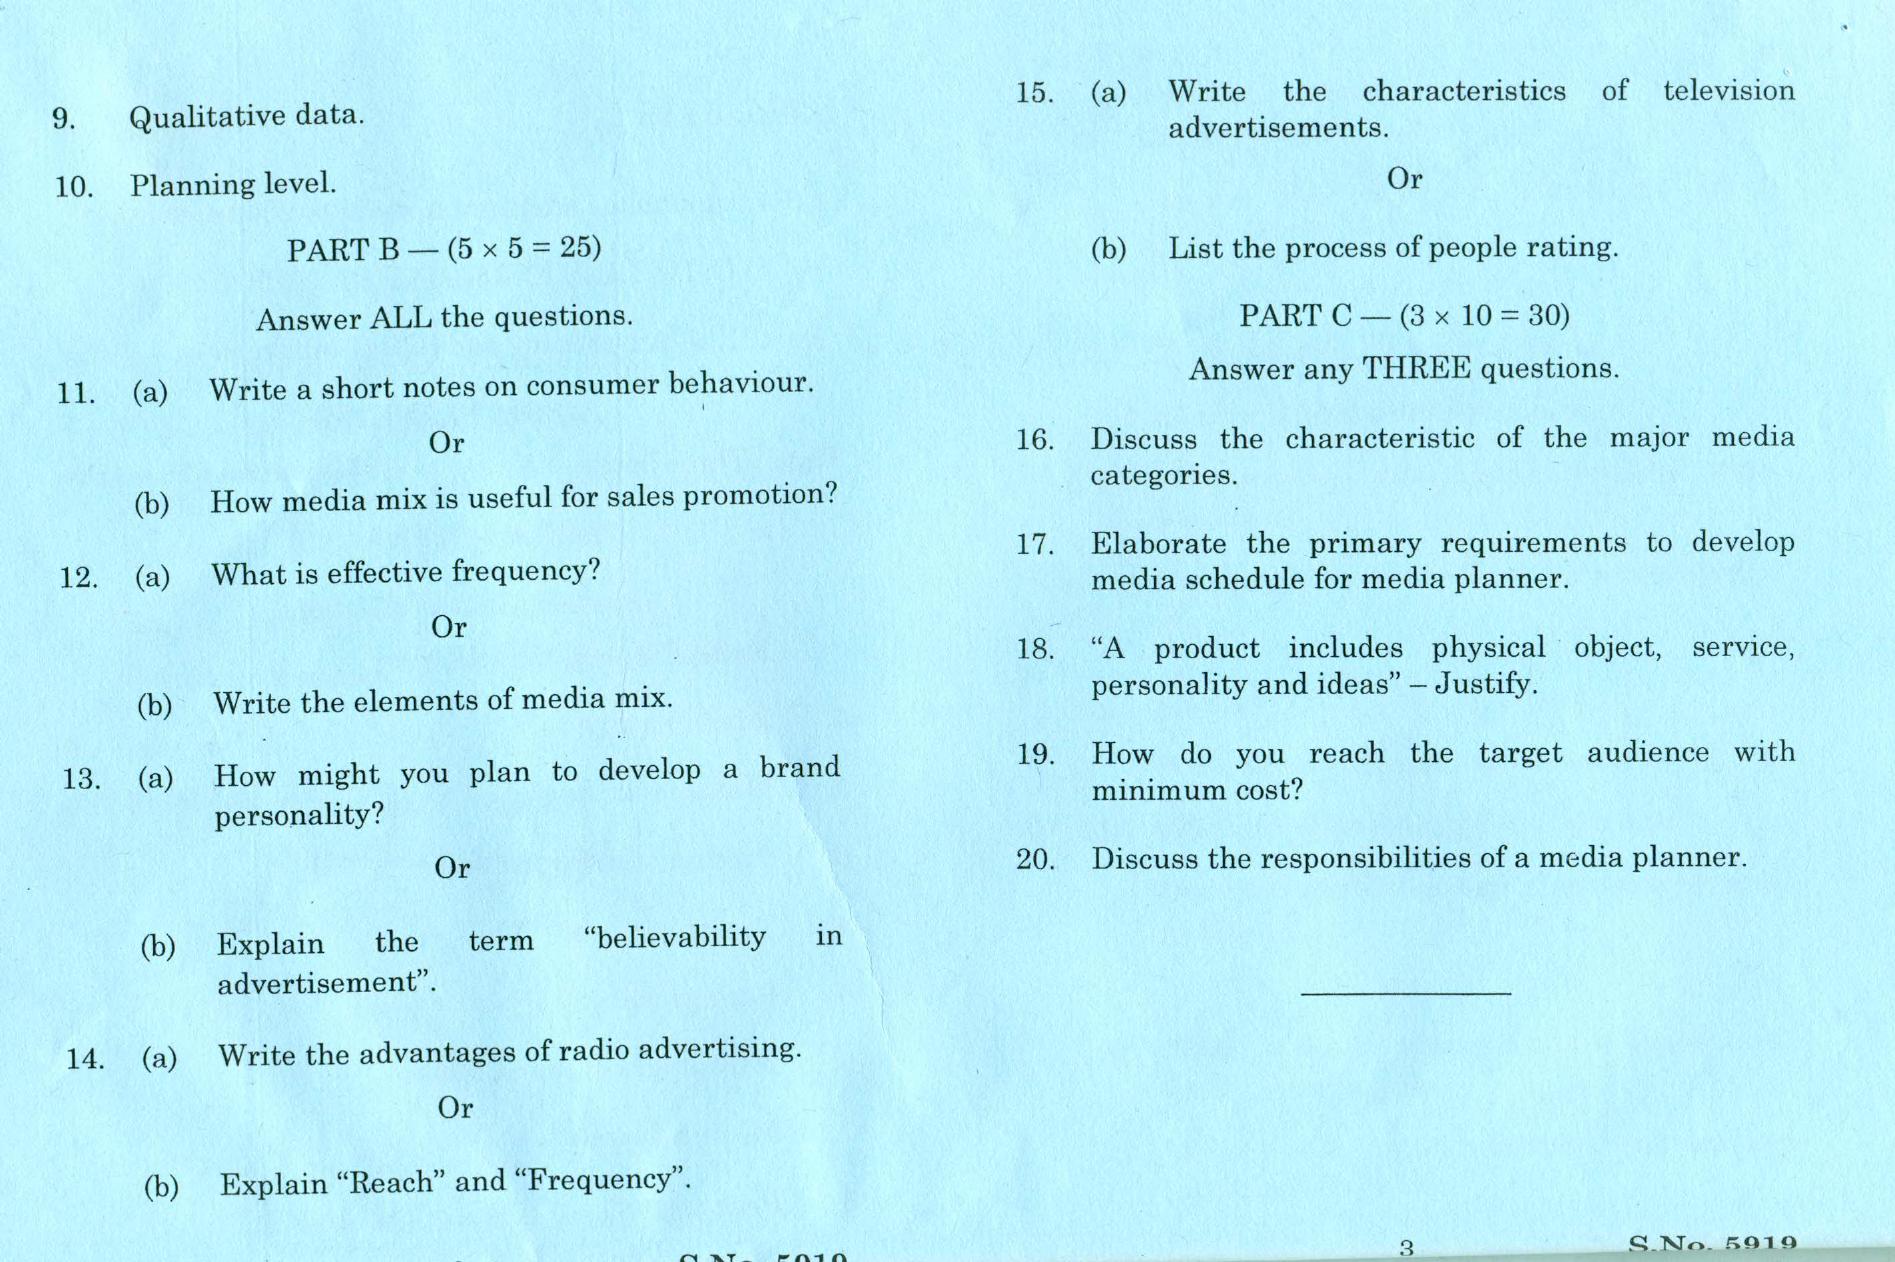 9. Qualitative data.
10. Planning level.
PART B — (5 × 5 = 25)
Answer ALL the questions.
11. (a) Write a short notes on consumer behaviour.
Or
(b) How media mix is useful for sales promotion?
12. (a) What is effective frequency?
Or
(b) Write the elements of media mix.
13. (a) How might you plan to develop a brand
personality?
Or
(b) Explain the term “believability in
advertisement”.
14. (a) Write the advantages of radio advertising.
Or
(b) Explain “Reach” and “Frequency”.
S.No. 5919
15. (a) Write the characteristics of television
advertisements.
Or
(b) List the process of people rating.
PART C — (3 × 10 = 30)
Answer any THREE questions.
16. Discuss the characteristic of the major media
categories.
17. Elaborate the primary requirements to develop
media schedule for media planner.
18. “A product includes physical object, service,
personality and ideas” – Justify.
19. How do you reach the target audience with
minimum cost?
20. Discuss the responsibilities of a media planner.
3 S.No. 5919